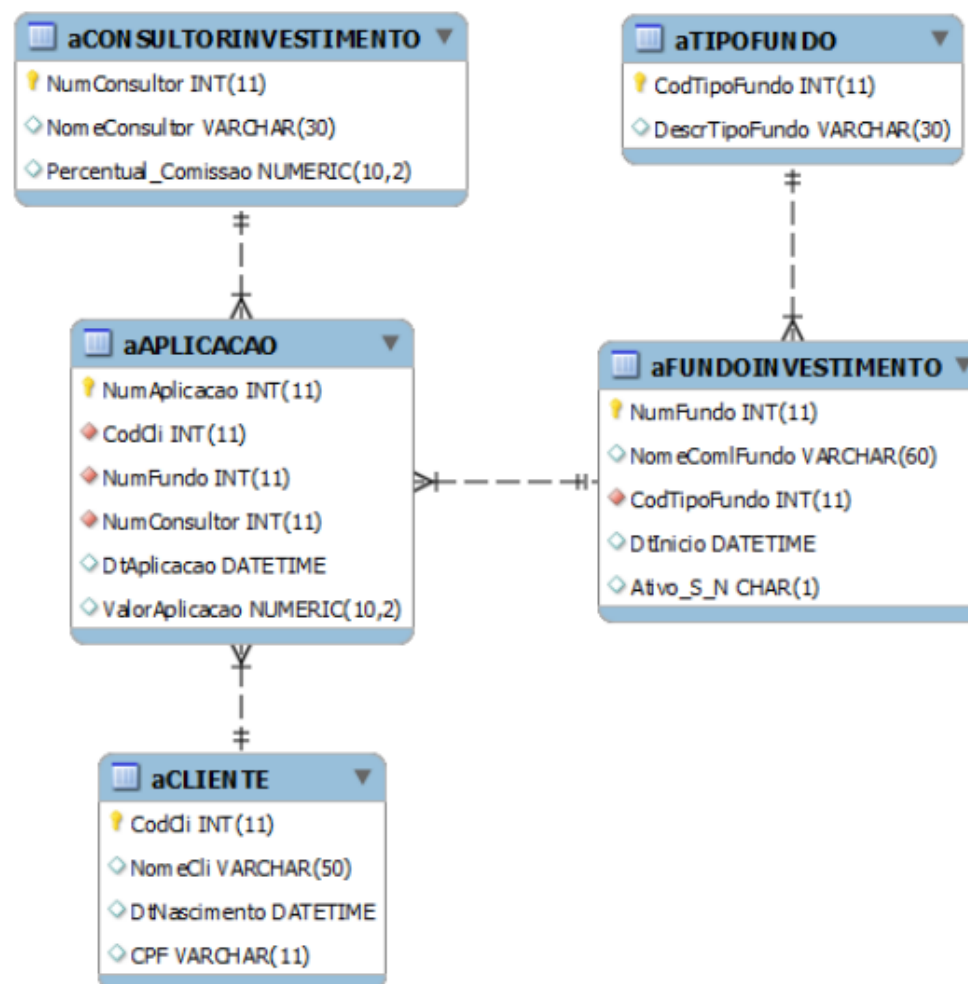 aCONSULTORINVESTIMENTO
NumConsultor INT(11)
NomeConsultor VARCHAR(30)
Percentual_Comissao NUMERIC(10,2)
aTIPOFUNDO
CodTipoFundo INT(11)
DescrTipoFundo VARCHAR(30)
aAPLICACAO
NumAplicacao INT(11)
CodCli INT(11)
NumFundo INT(11)
NumConsultor INT(11)
DtAplicacao DATETIME
ValorAplicacao NUMERIC(10,2)
aFUNDOINVESTIMENTO
NumFundo INT(11)
NomeComlFundo VARCHAR(60)
CodTipoFundo INT(11)
DtInicio DATETIME
Ativo_S_N CHAR(1)
aCLIENTE
CodCli INT(11)
NomeCli VARCHAR(50)
DtNascimento DATETIME
CPF VARCHAR(11)